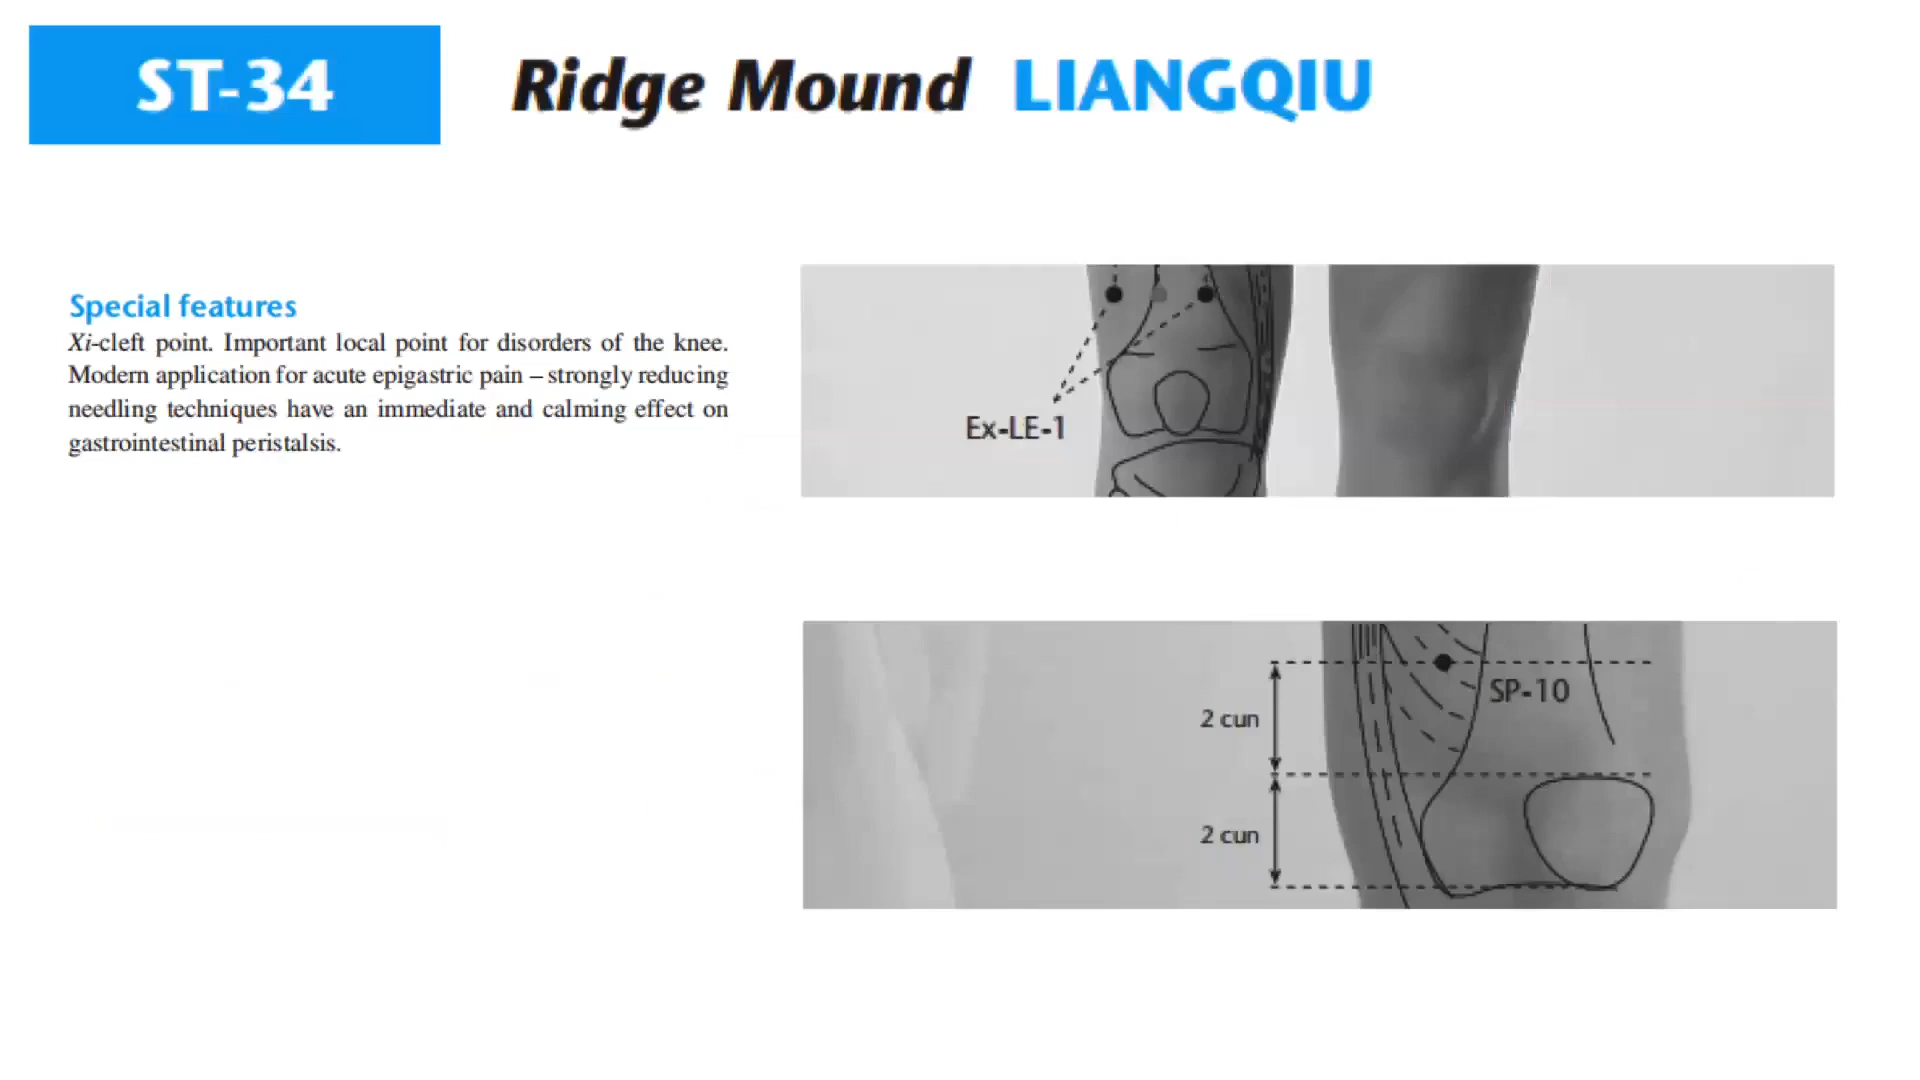 ST-34
Ridge Mound LIANGQIU
Special features
Xi-cleft point. Important local point for disorders of the knee.
Modern application for acute epigastric pain – strongly reducing
needling techniques have an immediate and calming effect on
gastrointestinal peristalsis.
Ex-LE-1
SP-10
2 cun
2 cun